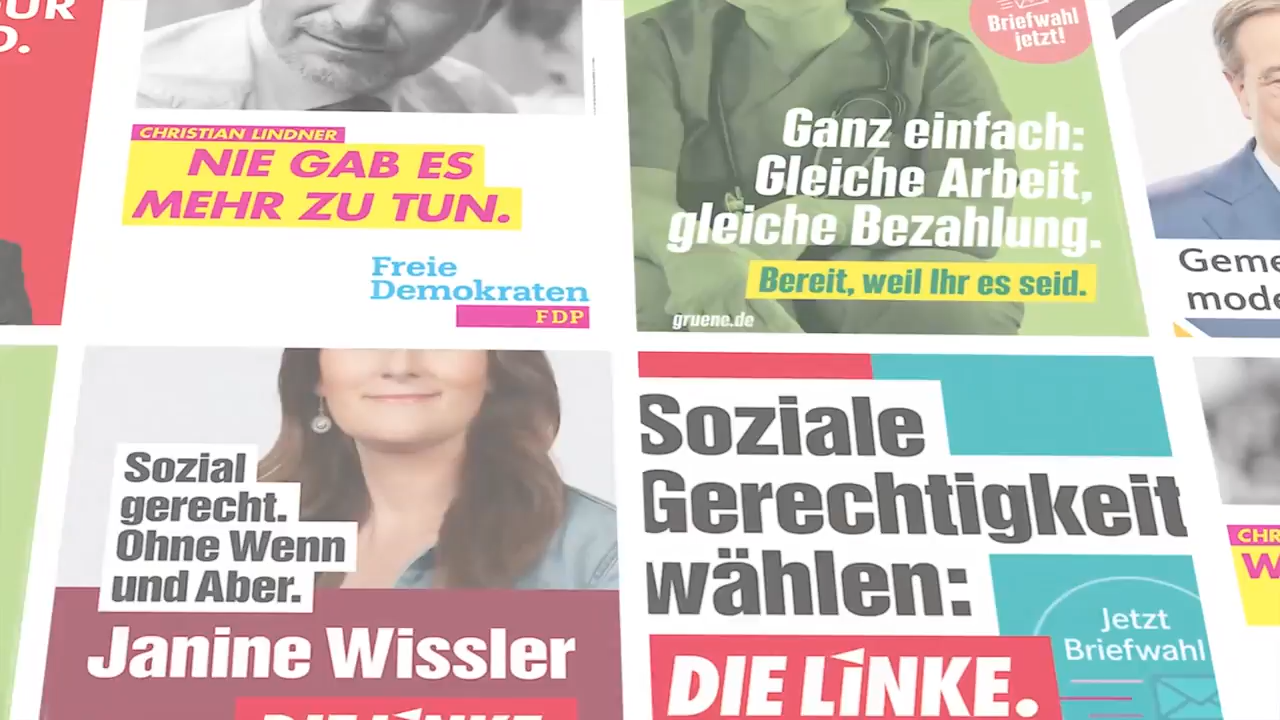 CHRISTIAN LINDNER
NIE GAB ES
MEHR ZU TUN.
Freie
Demokraten
FDP
Briefwahl
jetzt!
Ganz einfach:
Gleiche Arbeit,
gleiche Bezahlung.
Bereit, weil Ihr es seid.
gruene.de
Sozial
gerecht.
Ohne Wenn
und Aber.
Janine Wissler
DIE LINKE.
Soziale
Gerechtigkeit
wählen:
DIE LINKE.
Jetzt
Briefwahl